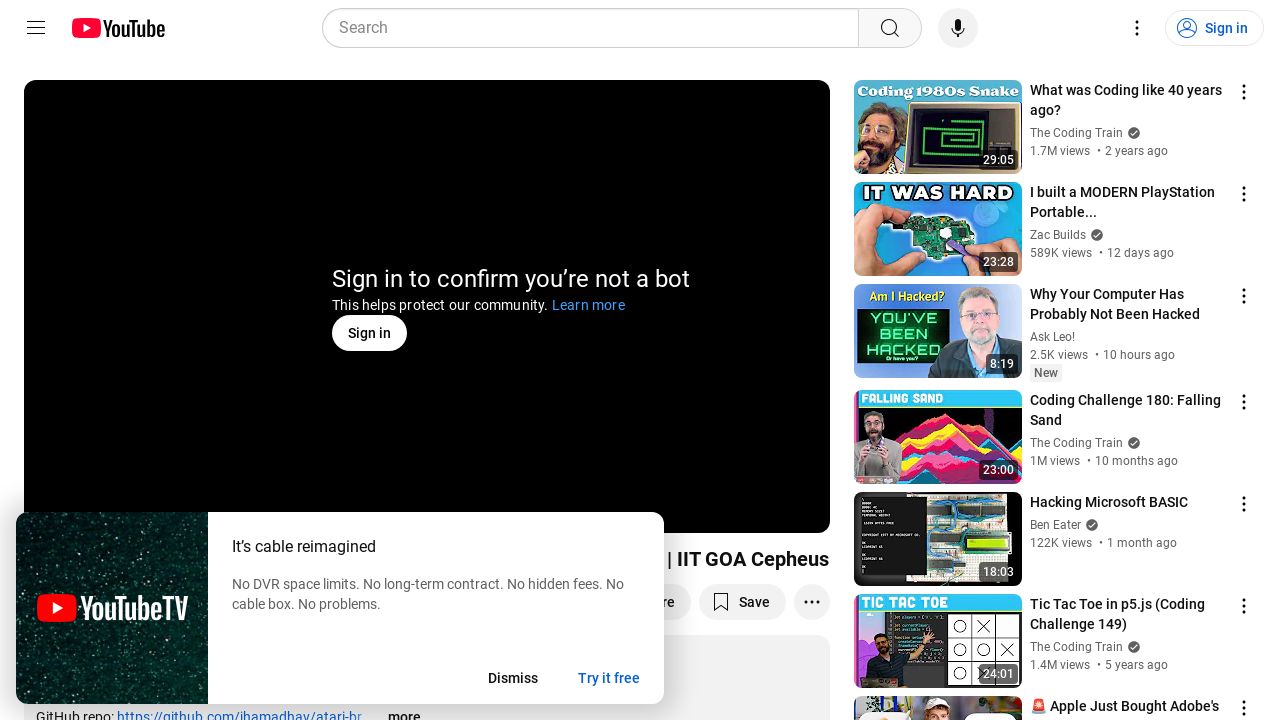 YouTube
Search
Sign in
Sign in to confirm you’re not a bot
This helps protect our community. Learn more
Sign in
| IIT GOA Cepheus
Save
It's cable reimagined
No DVR space limits. No long-term contract. No hidden fees. No
cable box. No problems.
YouTubeTV
Dismiss
Try it free
GitHub repo: https://github.com/jhamadhav/atari-br...
...more
Coding 1980s Snake
29:05
What was Coding like 40 years
ago?
The Coding Train
1.7M views • 2 years ago
IT WAS HARD
23:28
I built a MODERN PlayStation
Portable...
Zac Builds
589K views • 12 days ago
Am I Hacked?
YOU'VE
BEEN
HACKED
Or have you?
8:19
Why Your Computer Has
Probably Not Been Hacked
Ask Leo!
2.5K views • 10 hours ago
New
FALLING SAND
23:00
Coding Challenge 180: Falling
Sand
The Coding Train
1M views • 10 months ago
18:03
Hacking Microsoft BASIC
Ben Eater
122K views • 1 month ago
TIC TAC TOE
24:01
Tic Tac Toe in p5.js (Coding
Challenge 149)
The Coding Train
1.4M views • 5 years ago
🚨 Apple Just Bought Adobe's